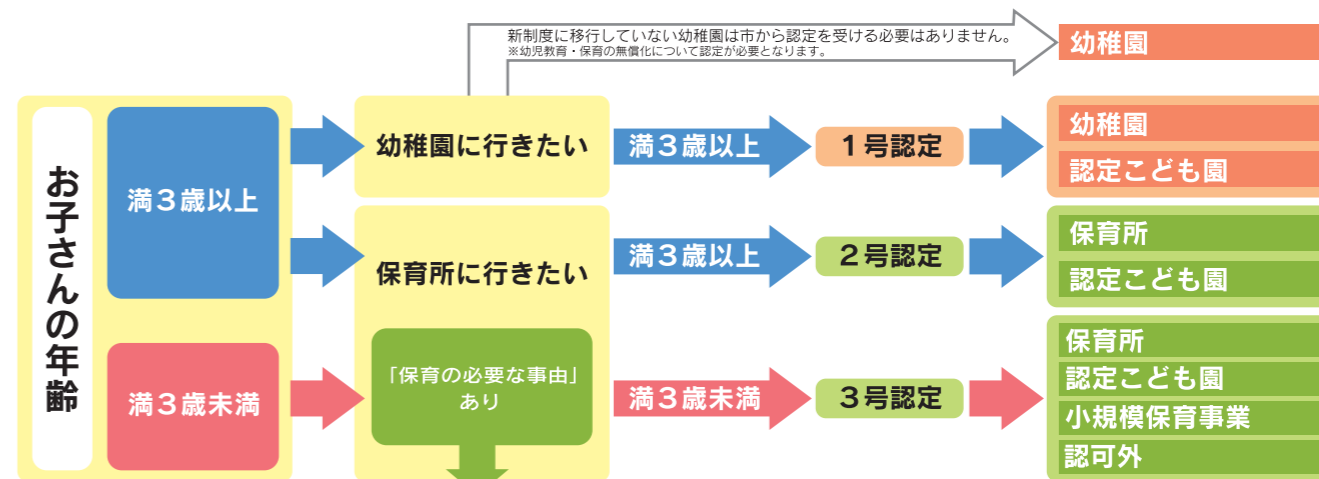 新制度に移行していない幼稚園は市から認定を受ける必要はありません。
※幼児教育・保育の無償化について認定が必要となります。
幼稚園
お子さんの年齢
満３歳以上
幼稚園に行きたい
満３歳以上
１号認定
幼稚園
認定こども園
保育所に行きたい
満３歳以上
２号認定
保育所
認定こども園
満３歳未満
「保育の必要な事由」
あり
満３歳未満
３号認定
保育所
認定こども園
小規模保育事業
認可外